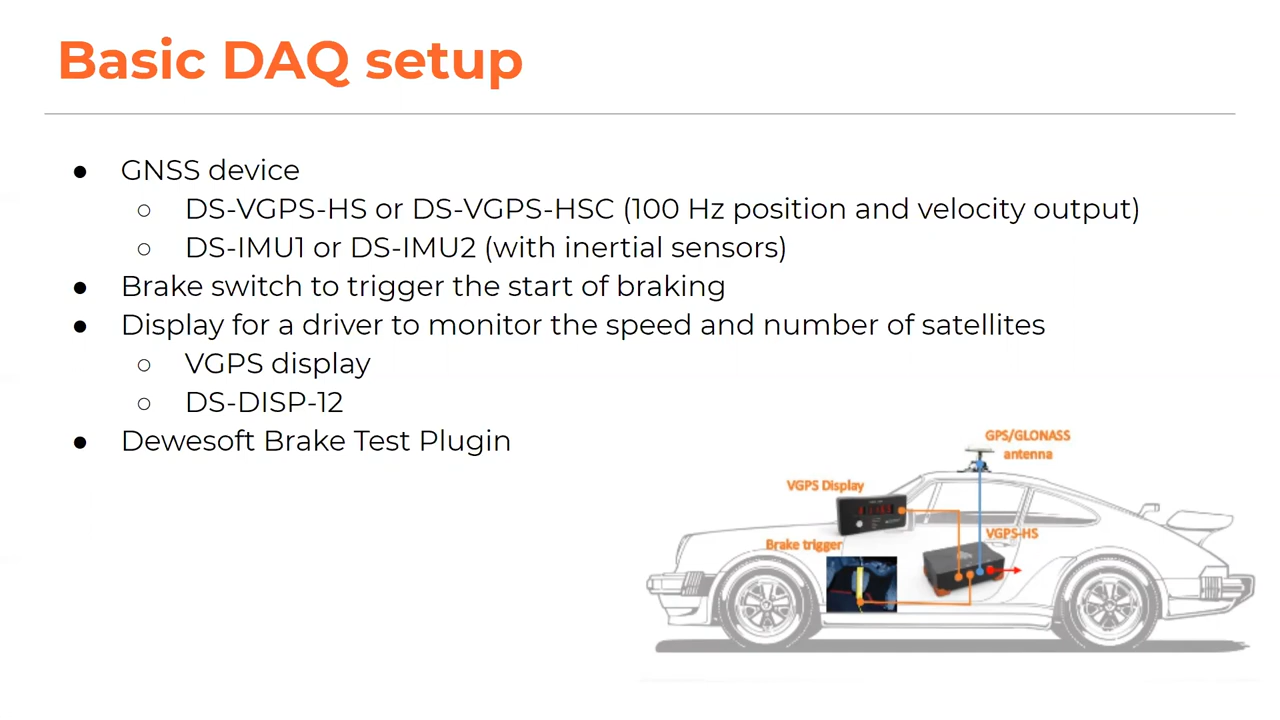 Basic DAQ setup
● GNSS device
○ DS-VGPS-HS or DS-VGPS-HSC (100 Hz position and velocity output)
○ DS-IMU1 or DS-IMU2 (with inertial sensors)
● Brake switch to trigger the start of braking
● Display for a driver to monitor the speed and number of satellites
○ VGPS display
○ DS-DISP-12
● Dewesoft Brake Test Plugin
GPS/GLONASS
antenna
VGPS Display
VGPS-HS
Brake trigger